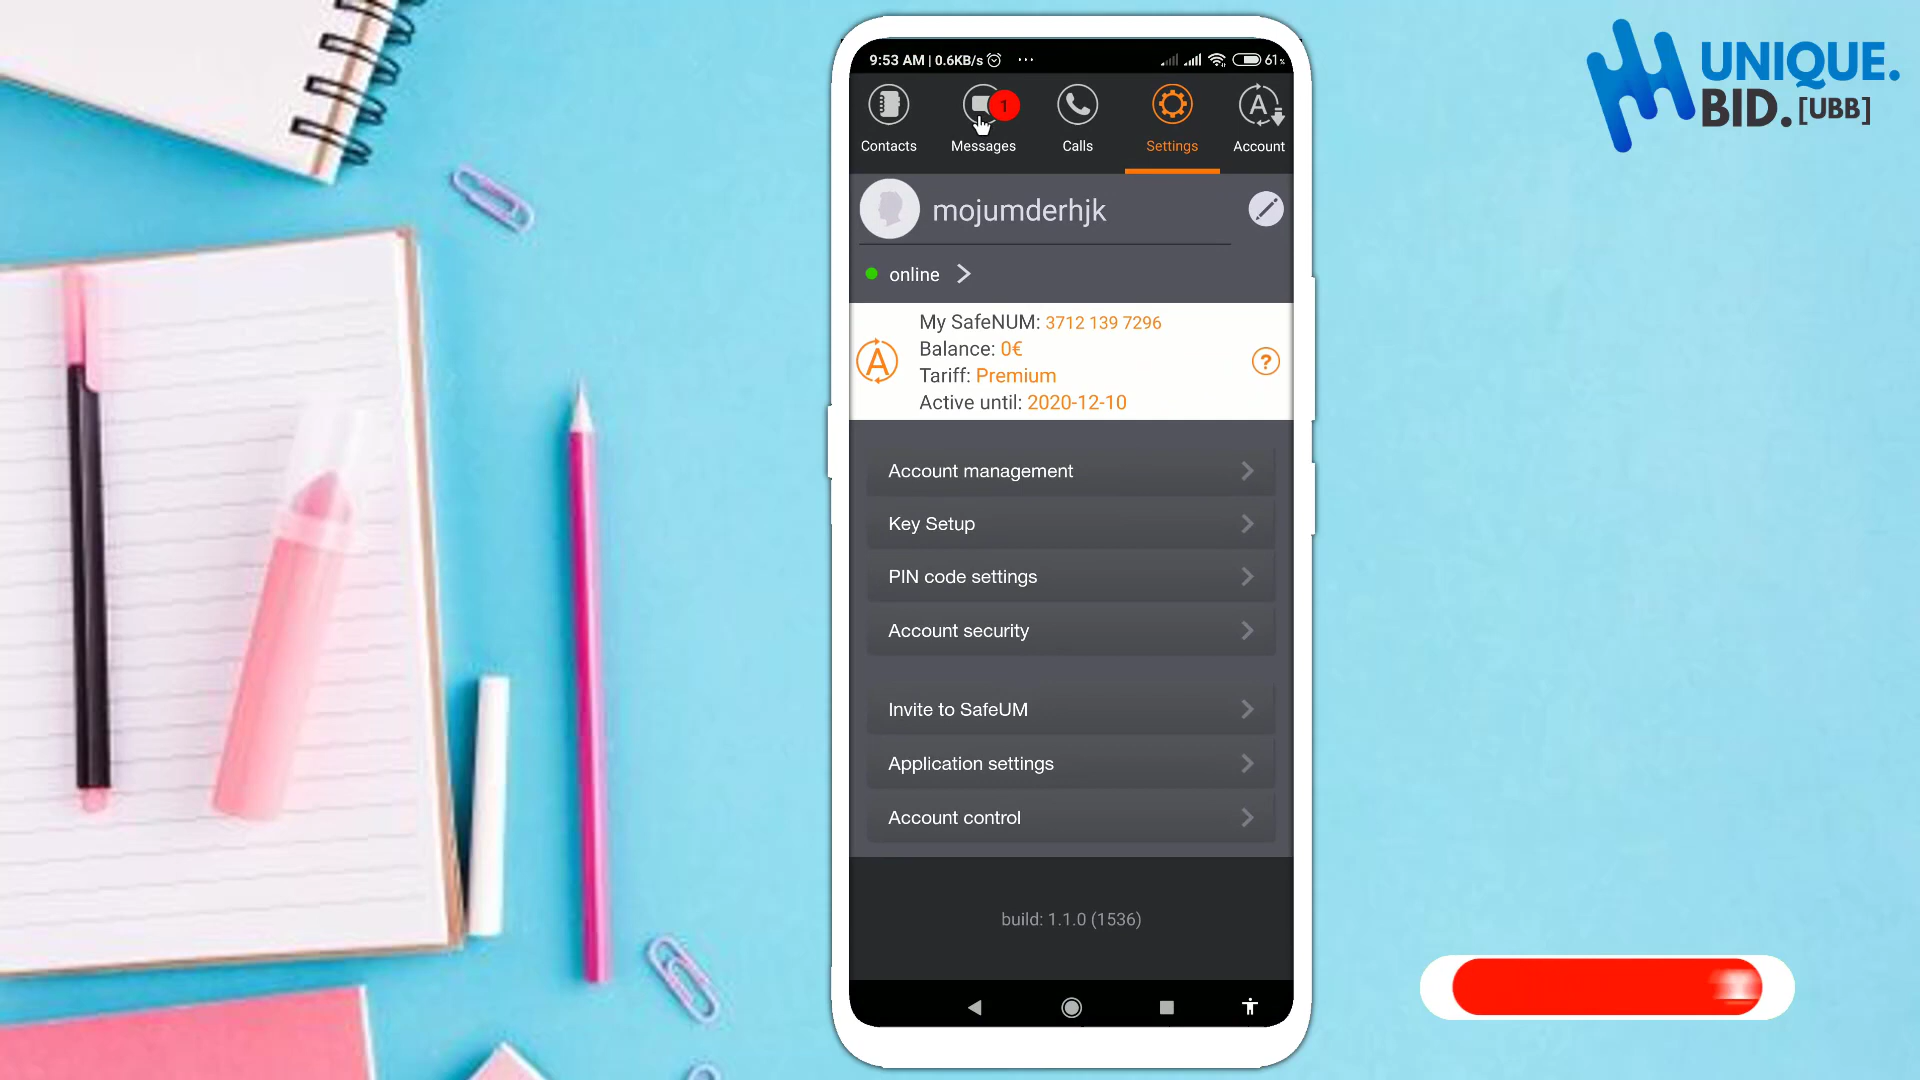 9:53 AM | 0.6KB/s
61%
1
Contacts
Messages
Calls
Settings
Account
mojumderhjk
online
My SafeNUM: 3712 139 7296
Balance: 0€
Tariff: Premium
Active until: 2020-12-10
?
Account management
Key Setup
PIN code settings
Account security
Invite to SafeUM
Application settings
Account control
build: 1.1.0 (1536)
UNIQUE.
BID. [UBB]